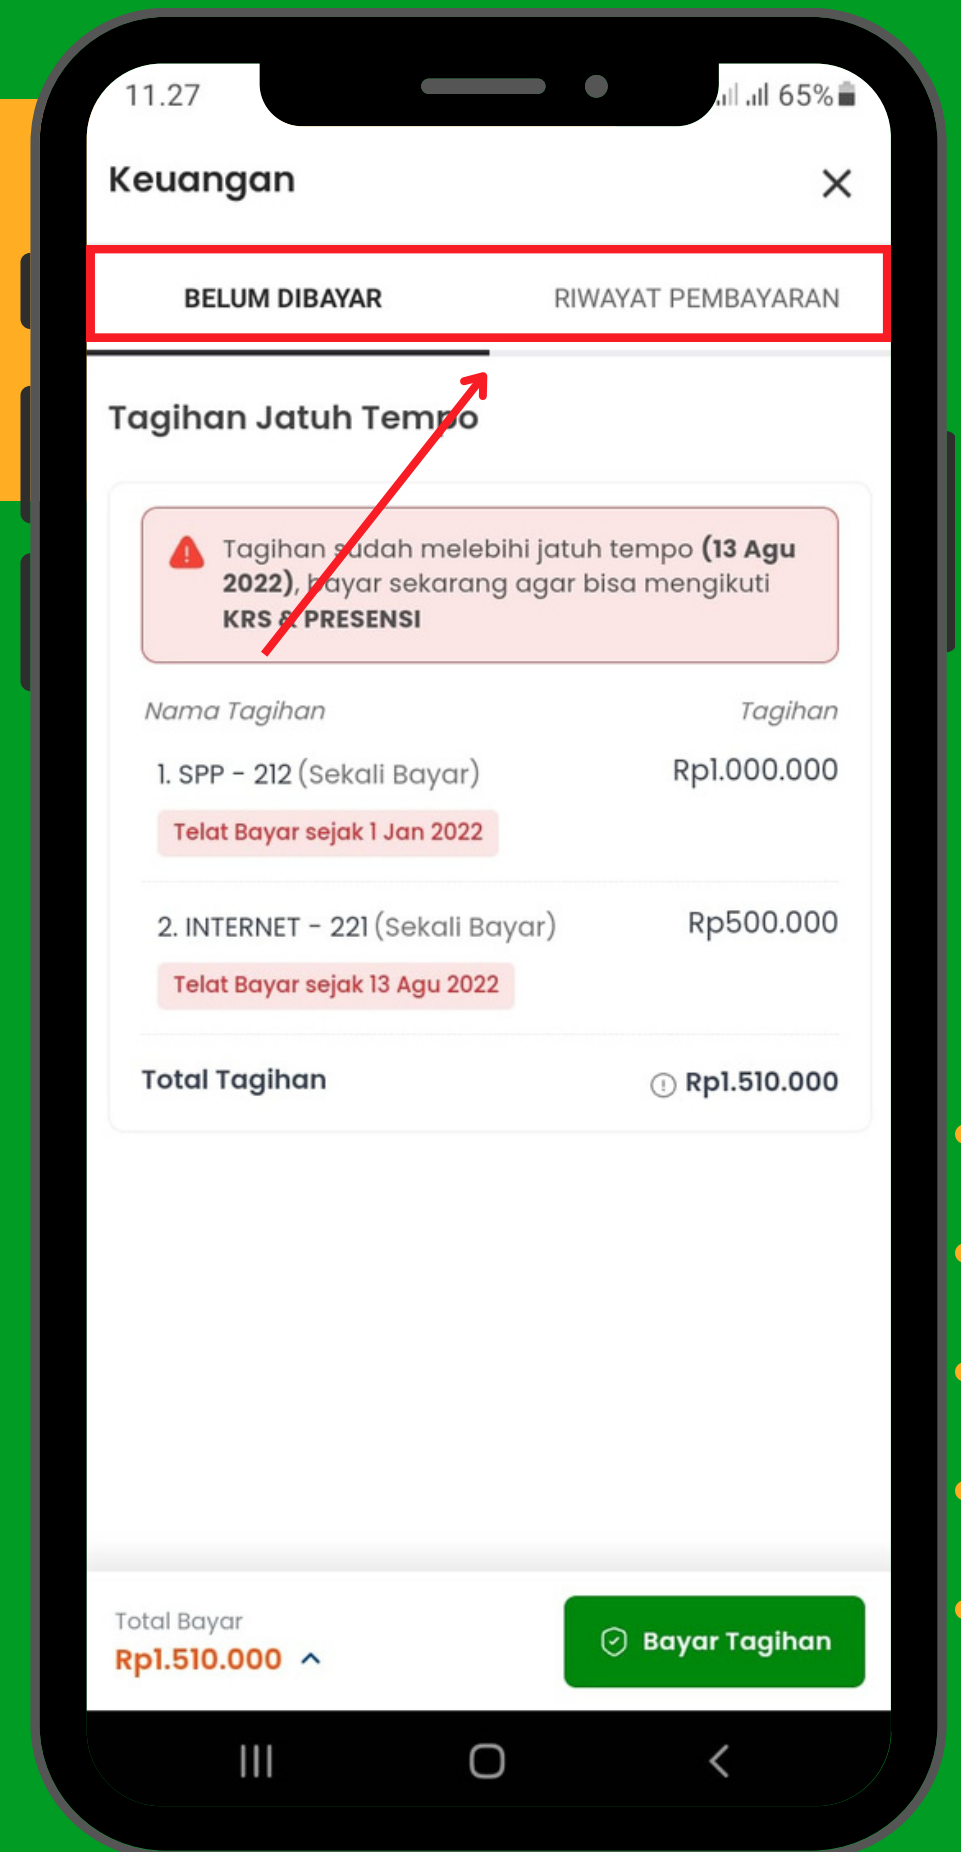 11.27
65%
Keuangan
BELUM DIBAYAR
RIWAYAT PEMBAYARAN
Tagihan Jatuh Tempo
Tagihan sudah melebihi jatuh tempo (13 Agu
2022), bayar sekarang agar bisa mengikuti
KRS & PRESENSI
Nama Tagihan
Tagihan
1. SPP - 212 (Sekali Bayar)
Rp1.000.000
Telat Bayar sejak 1 Jan 2022
2. INTERNET - 221 (Sekali Bayar)
Rp500.000
Telat Bayar sejak 13 Agu 2022
Total Tagihan
Rp1.510.000
Total Bayar
Rp1.510.000
Bayar Tagihan